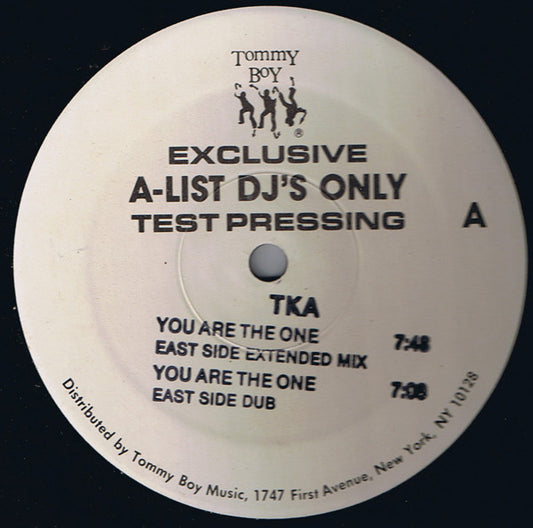 Tommy
Boy
®
EXCLUSIVE
A-LIST DJ'S ONLY
TEST PRESSING
A
TKA
YOU ARE THE ONE 7:48
EAST SIDE EXTENDED MIX
YOU ARE THE ONE 7:08
EAST SIDE DUB
Distributed by Tommy Boy Music, 1747 First Avenue, New York, NY 10128